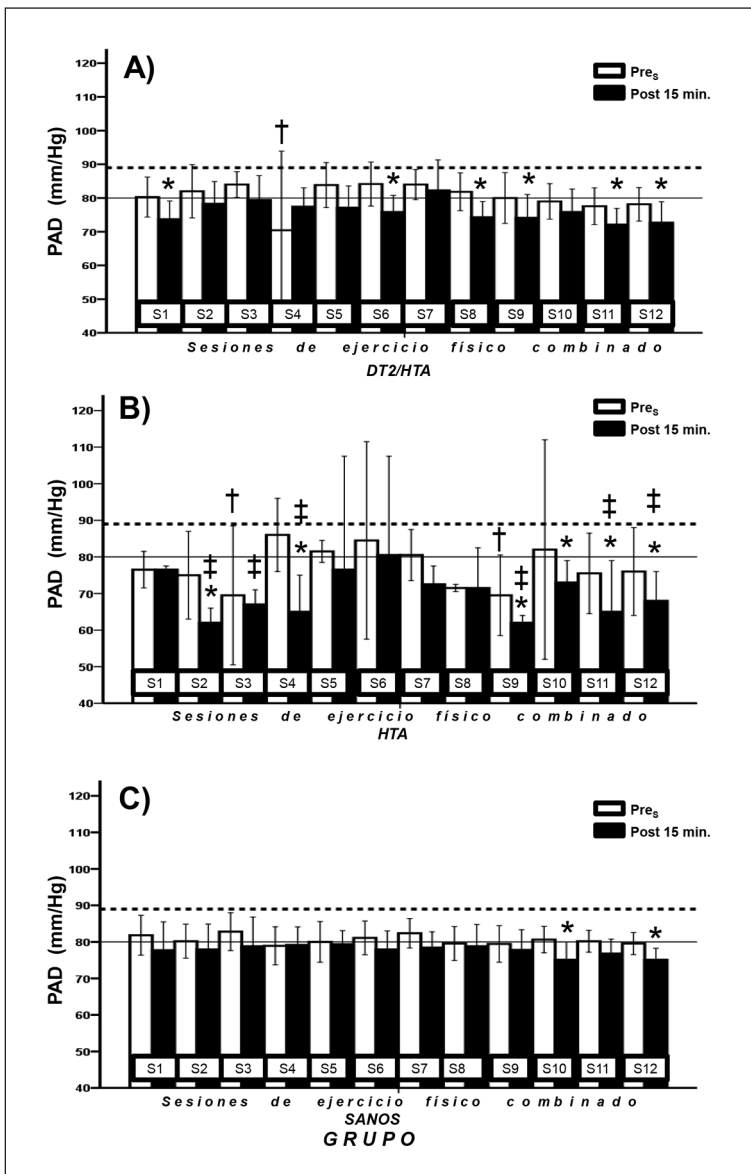 A)
Pres
Post 15 min.
PAD (mm/Hg)
120
110
100
90
80
70
60
50
40
†
* * * * * *
S1 S2 S3 S4 S5 S6 S7 S8 S9 S10 S11 S12
Sesiones de ejercicio físico combinado
DT2/HTA
B)
Pres
Post 15 min.
PAD (mm/Hg)
120
110
100
90
80
70
60
50
40
† ‡ † ‡ ‡
‡ ‡ * ‡ * * *
* *
S1 S2 S3 S4 S5 S6 S7 S8 S9 S10 S11 S12
Sesiones de ejercicio físico combinado
HTA
C)
Pres
Post 15 min.
PAD (mm/Hg)
120
110
100
90
80
70
60
50
40
* *
S1 S2 S3 S4 S5 S6 S7 S8 S9 S10 S11 S12
Sesiones de ejercicio físico combinado
SANOS
GRUPO